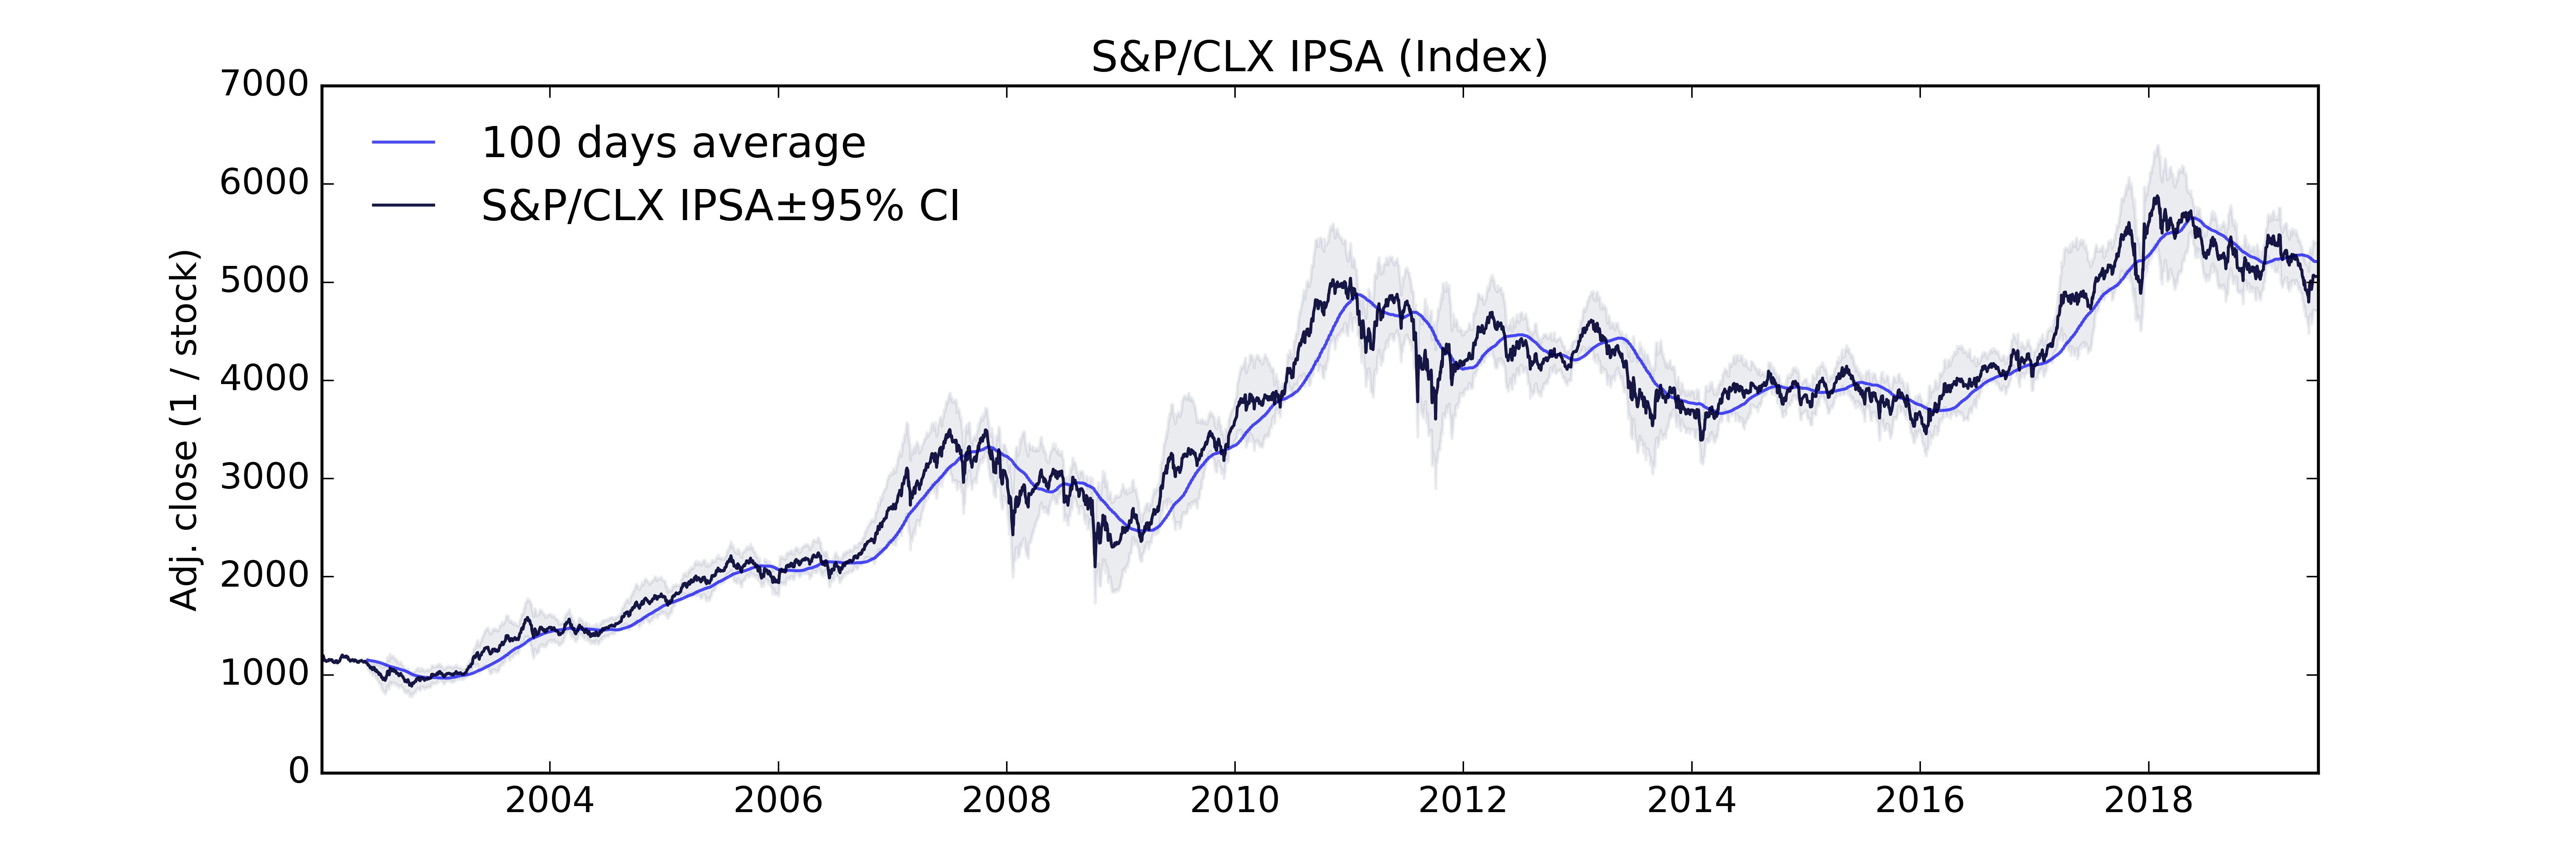 S&P/CLX IPSA (Index)
7000
6000
5000
4000
3000
2000
1000
0
Adj. close (1 / stock)
100 days average
S&P/CLX IPSA±95% CI
2004 2006 2008 2010 2012 2014 2016 2018